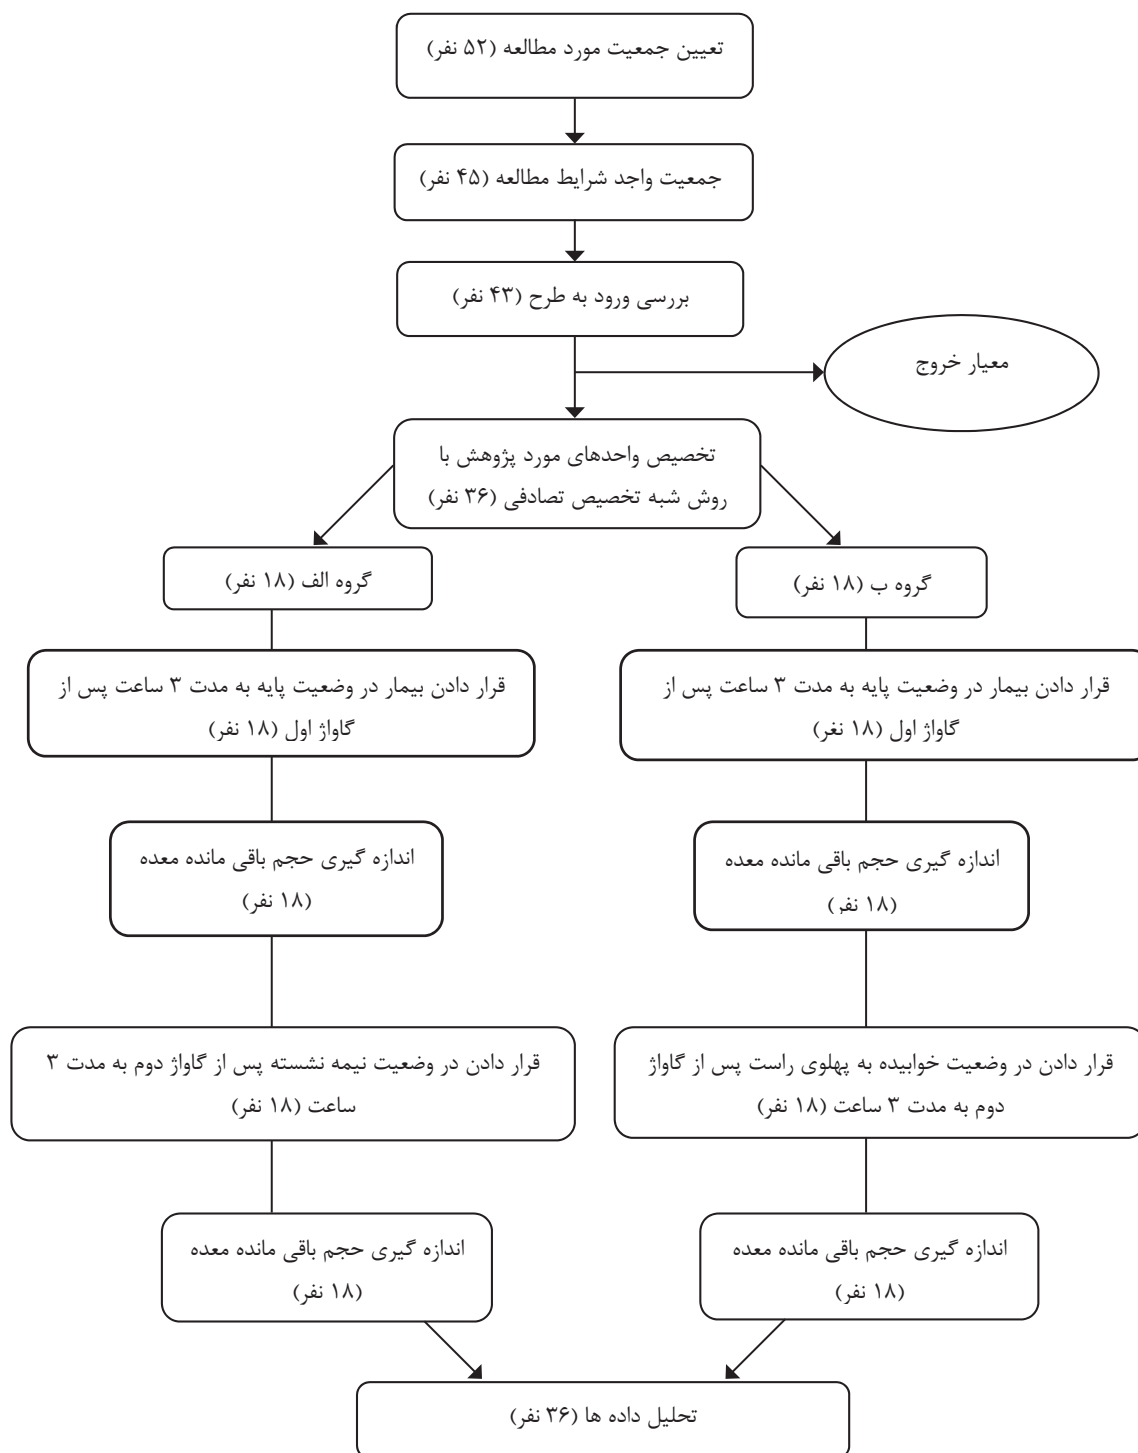 تعیین جمعیت مورد مطالعه (۵۲ نفر)
جمعیت واجد شرایط مطالعه (۴۵ نفر)
بررسی ورود به طرح (۴۳ نفر)
معیار خروج
تخصیص واحدهای مورد پژوهش با
روش شبه تخصیص تصادفی (۳۶ نفر)
گروه ب (۱۸ نفر)
قرار دادن بیمار در وضعیت پایه به مدت ۳ ساعت پس از
گاواژ اول (۱۸ نغر)
اندازه گیری حجم باقی مانده معده
(۱۸ نفر)
قرار دادن در وضعیت خوابیده به پهلوی راست پس از گاواژ
دوم به مدت ۳ ساعت (۱۸ نفر)
اندازه گیری حجم باقی مانده معده
(۱۸ نفر)
گروه الف (۱۸ نفر)
قرار دادن بیمار در وضعیت پایه به مدت ۳ ساعت پس از
گاواژ اول (۱۸ نفر)
اندازه گیری حجم باقی مانده معده
(۱۸ نفر)
قرار دادن در وضعیت نیمه نشسته پس از گاواژ دوم به مدت ۳
ساعت (۱۸ نفر)
اندازه گیری حجم باقی مانده معده
(۱۸ نفر)
تحلیل داده ها (۳۶ نفر)